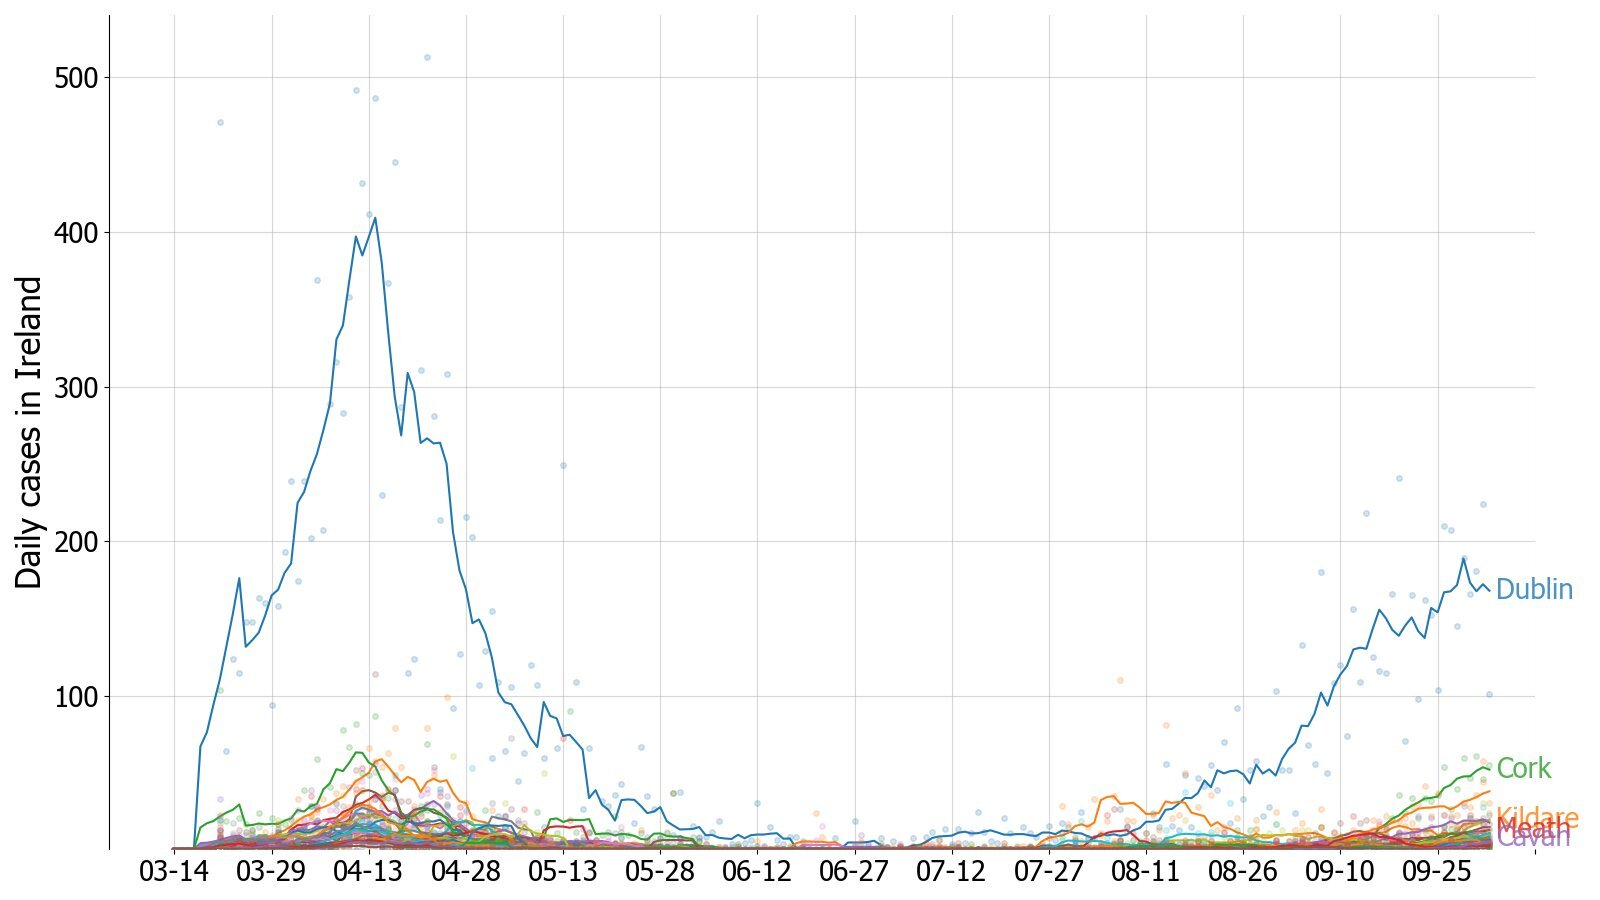 Daily cases in Ireland
500
400
300
200
100
Dublin
Cork
Kildare
Meath
Cavan
03-14 03-29 04-13 04-28 05-13 05-28 06-12 06-27 07-12 07-27 08-11 08-26 09-10 09-25